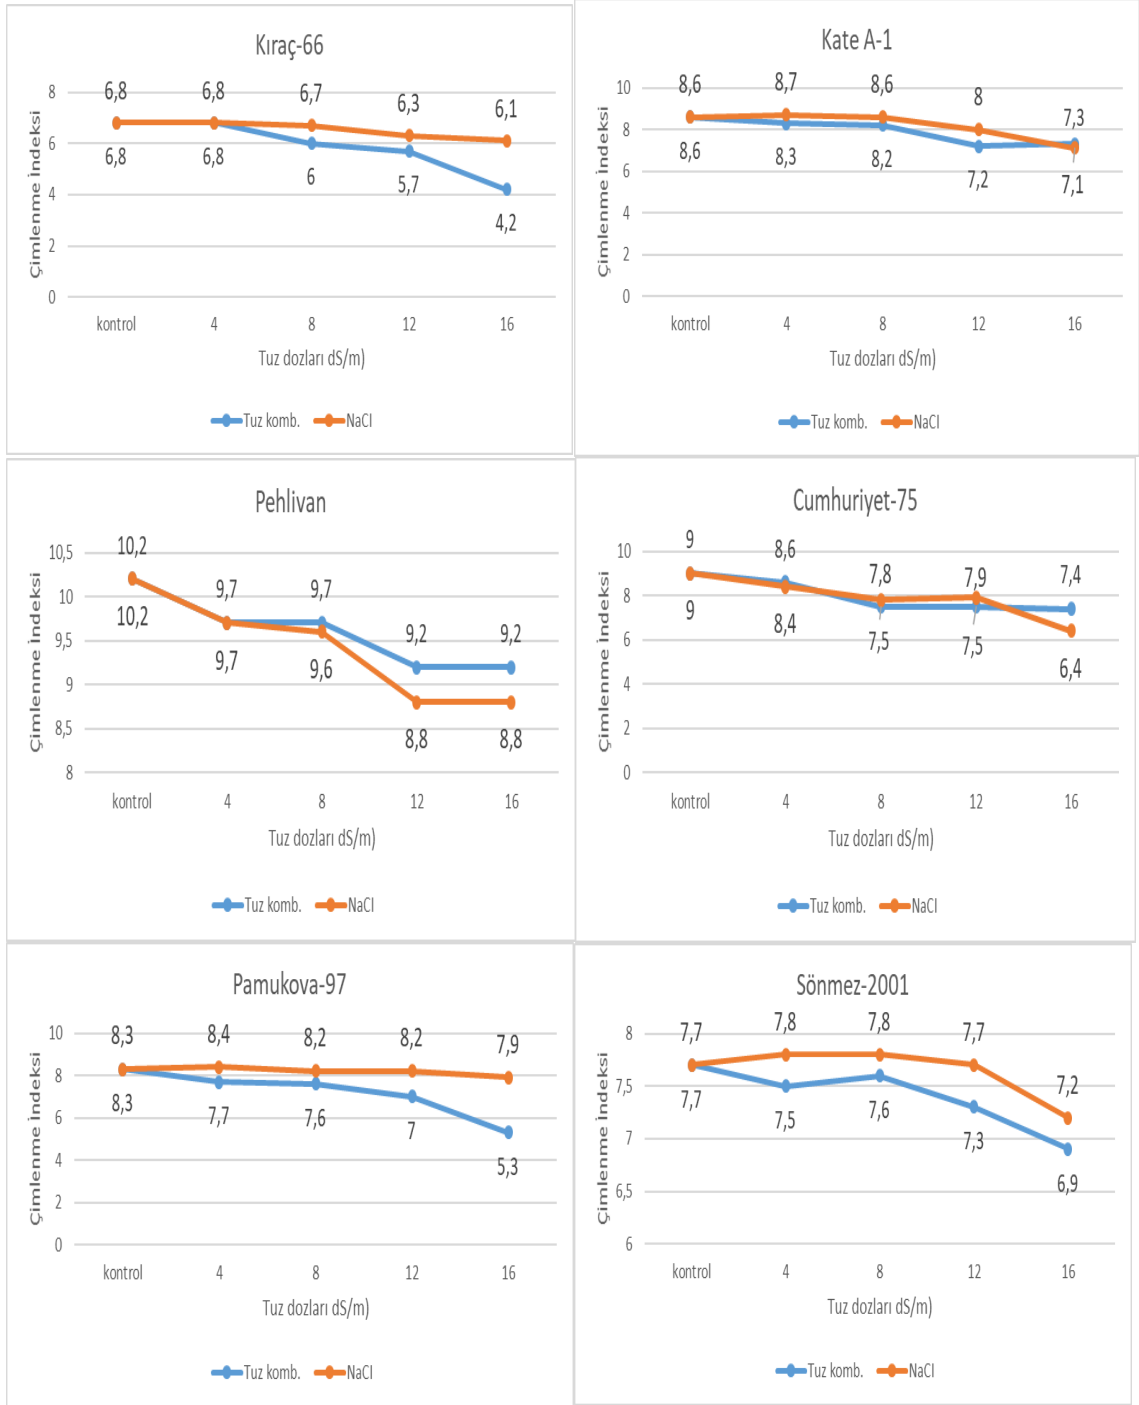 Kıraç-66
Çimlenme İndeksi
8
6
4
2
0
6,8 6,8 6,7 6,3 6,1
6,8 6,8 6 5,7 4,2
kontrol 4 8 12 16
Tuz dozları dS/m)
Tuz komb. NaCI
Kate A-1
Çimlenme İndeksi
10
8
6
4
2
0
8,6 8,7 8,6 8 7,3
8,6 8,3 8,2 7,2 7,1
kontrol 4 8 12 16
Tuz dozları dS/m)
Tuz komb. NaCI
Pehlivan
Çimlenme İndeksi
10,5
10
9,5
9
8,5
8
10,2 9,7 9,7 9,2 9,2
10,2 9,7 9,6 8,8 8,8
kontrol 4 8 12 16
Tuz dozları dS/m)
Tuz komb. NaCI
Cumhuriyet-75
Çimlenme İndeksi
10
8
6
4
2
0
9 8,6 7,8 7,9 7,4
9 8,4 7,5 7,5 6,4
kontrol 4 8 12 16
Tuz dozları dS/m)
Tuz komb. NaCI
Pamukova-97
Çimlenme İndeksi
10
8
6
4
2
0
8,3 8,4 8,2 8,2 7,9
8,3 7,7 7,6 7 5,3
kontrol 4 8 12 16
Tuz dozları dS/m)
Tuz komb. NaCI
Sönmez-2001
Çimlenme İndeksi
8
7,5
7
6,5
6
7,7 7,8 7,8 7,7 7,2
7,7 7,5 7,6 7,3 6,9
kontrol 4 8 12 16
Tuz dozları dS/m)
Tuz komb. NaCI